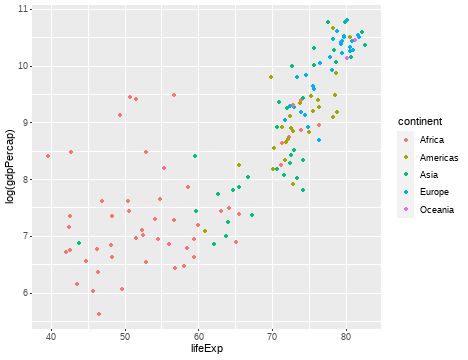 11
10
9
8
7
6
40
50
60
70
80
lifeExp
log(gdpPercap)
continent
Africa
Americas
Asia
Europe
Oceania